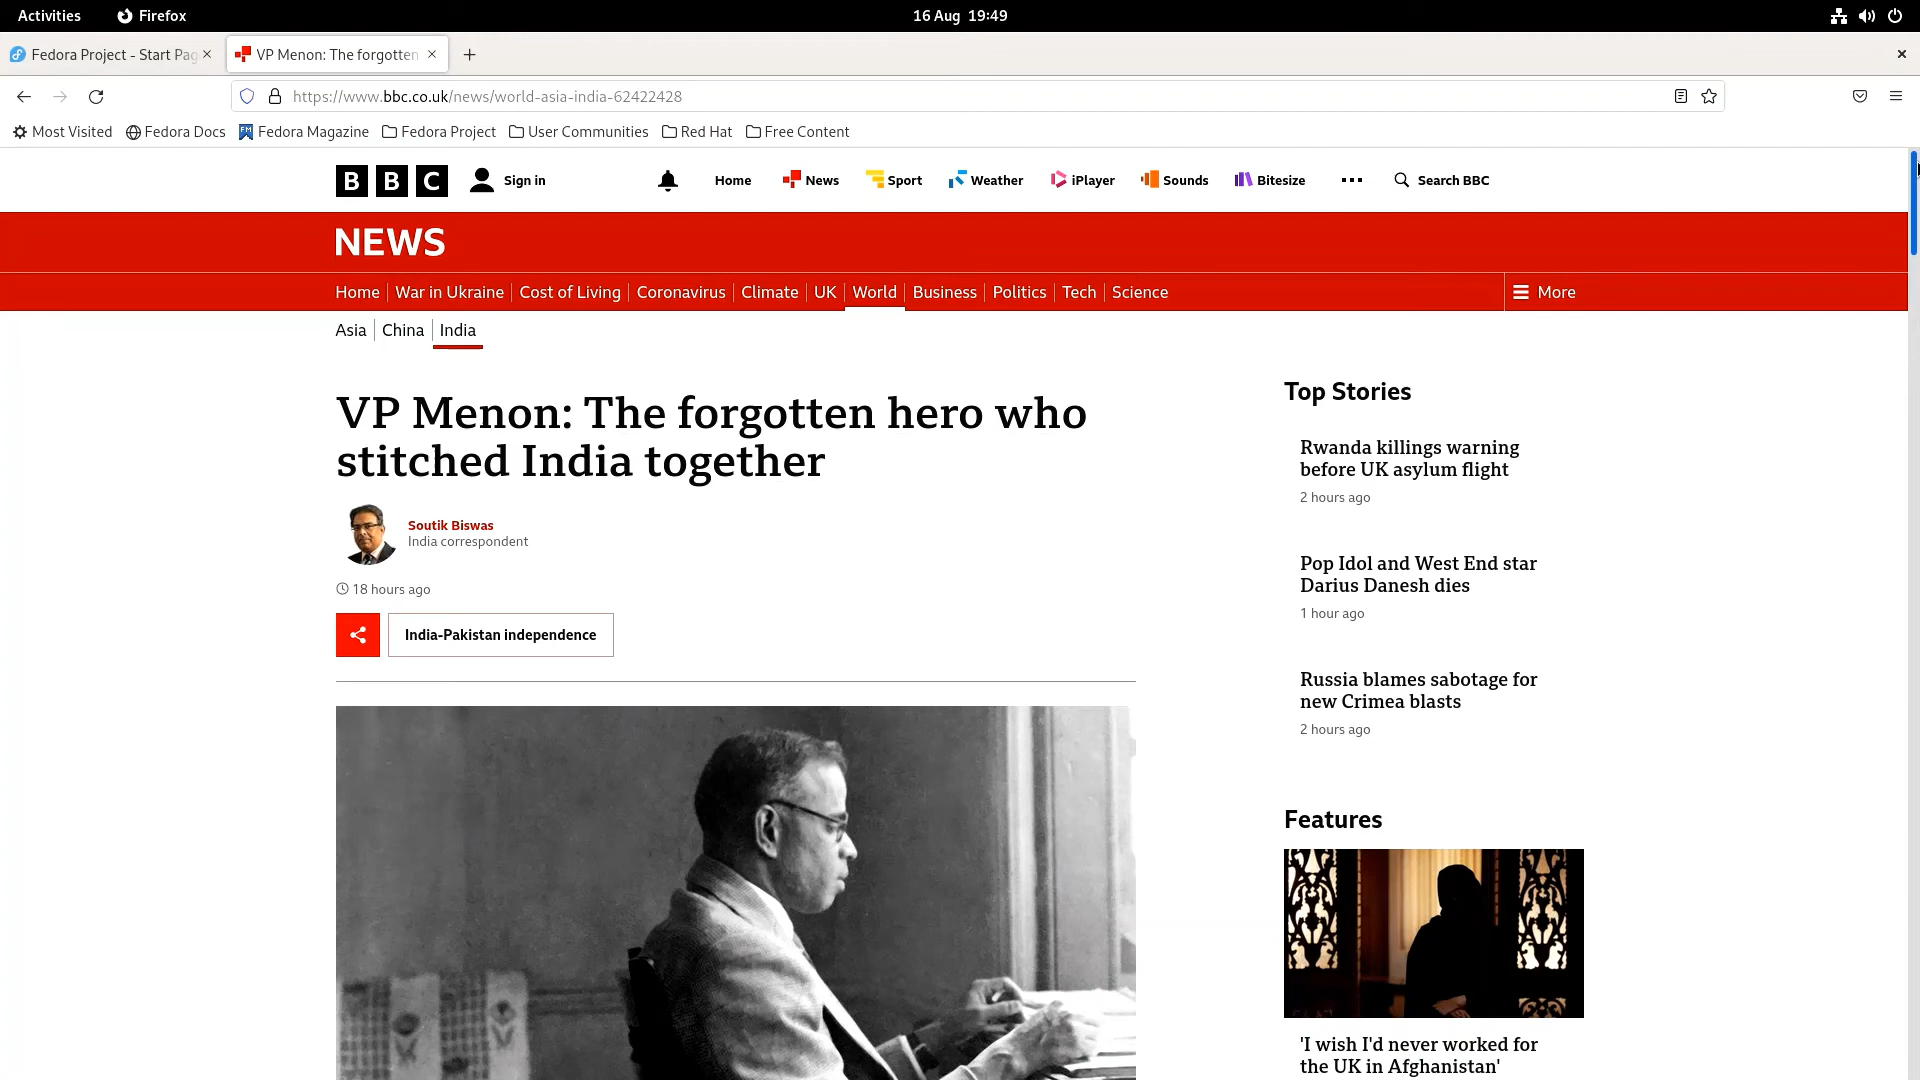 Activities
Firefox
16 Aug 19:49
Fedora Project - Start Pag
VP Menon: The forgotten
https://www.bbc.co.uk/news/world-asia-india-62422428
Most Visited
Fedora Docs
Fedora Magazine
Fedora Project
User Communities
Red Hat
Free Content
BBC
Sign in
Home
News
Sport
Weather
iPlayer
Sounds
Bitesize
Search BBC
NEWS
Home
War in Ukraine
Cost of Living
Coronavirus
Climate
UK
World
Business
Politics
Tech
Science
More
Asia
China
India
VP Menon: The forgotten hero who
stitched India together
Soutik Biswas
India correspondent
18 hours ago
India-Pakistan independence
Top Stories
Rwanda killings warning
before UK asylum flight
2 hours ago
Pop Idol and West End star
Darius Danesh dies
1 hour ago
Russia blames sabotage for
new Crimea blasts
2 hours ago
Features
'I wish I'd never worked for
the UK in Afghanistan'